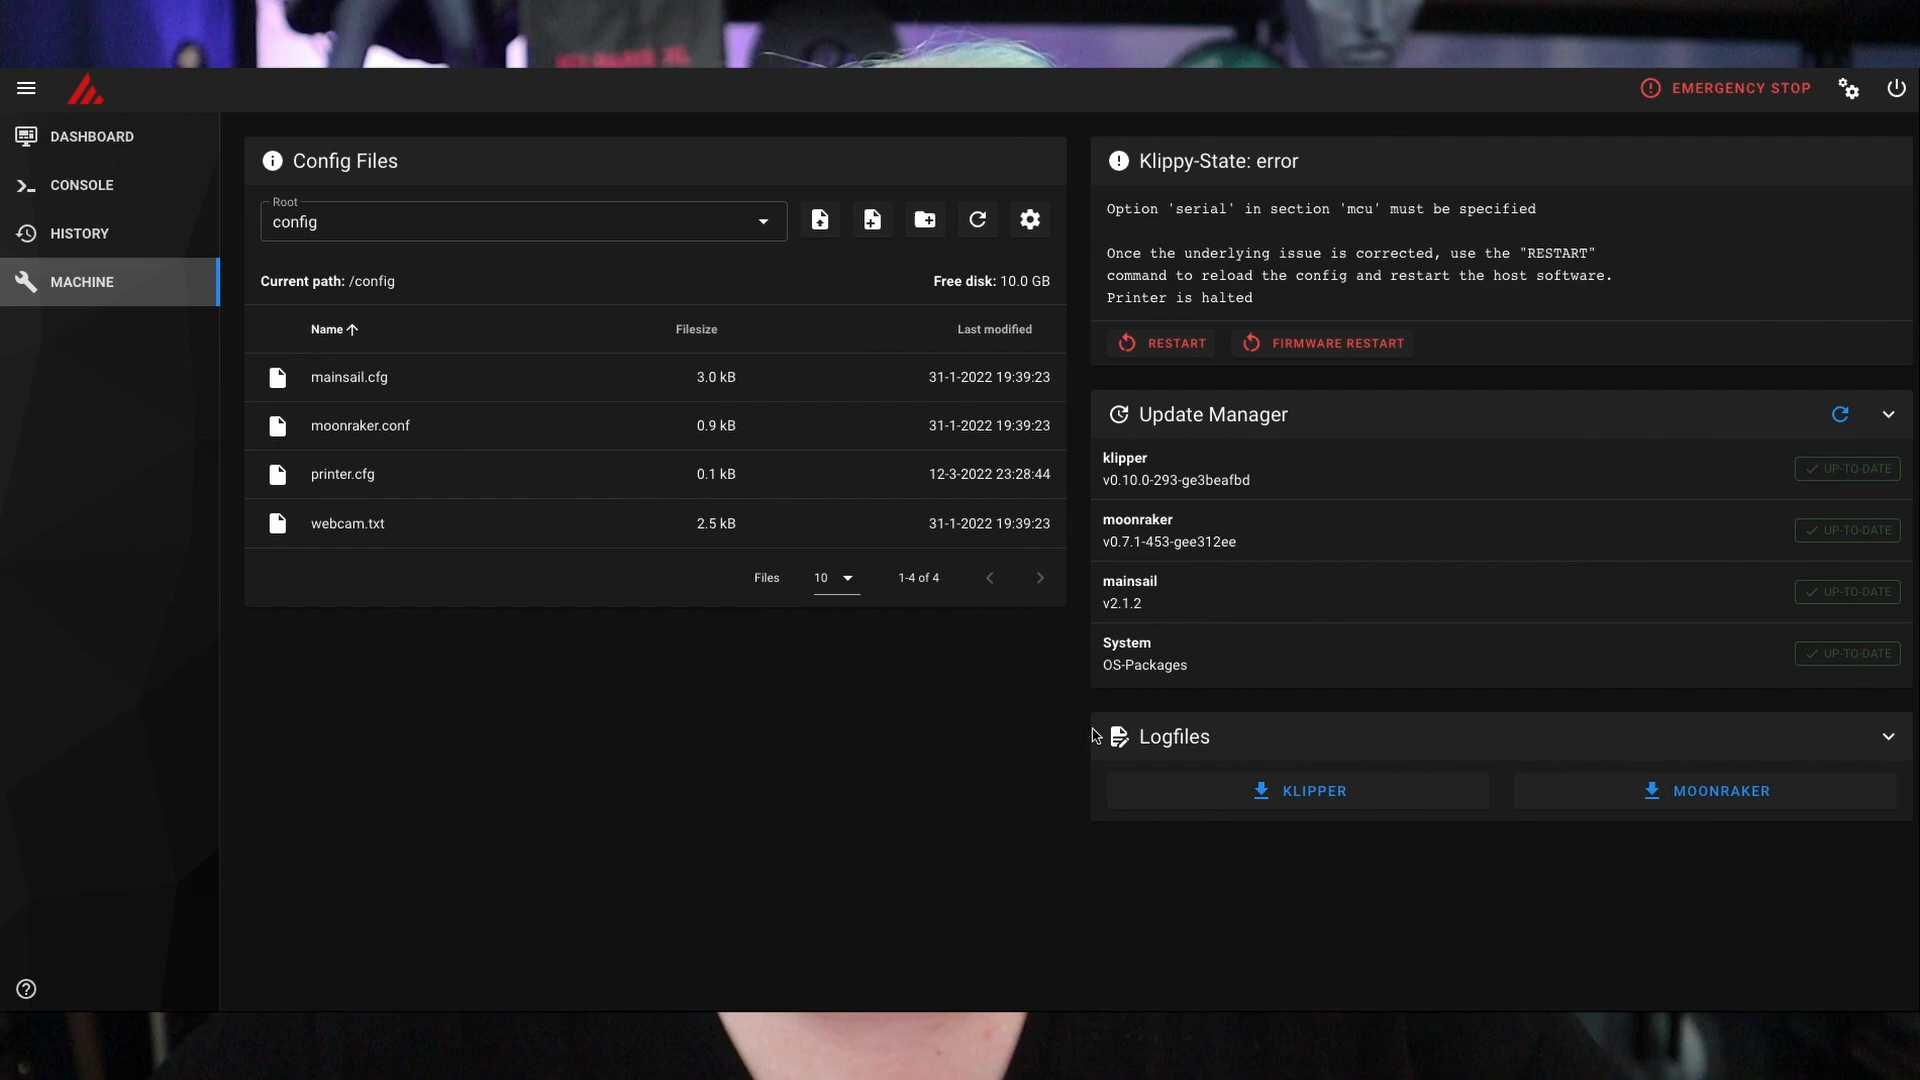 EMERGENCY STOP
DASHBOARD
CONSOLE
HISTORY
MACHINE
Config Files
Root
config
Current path: /config
Free disk: 10.0 GB
Name Filesize Last modified
mainsail.cfg 3.0 kB 31-1-2022 19:39:23
moonraker.conf 0.9 kB 31-1-2022 19:39:23
printer.cfg 0.1 kB 12-3-2022 23:28:44
webcam.txt 2.5 kB 31-1-2022 19:39:23
Files 10 1-4 of 4
Klippy-State: error
Option 'serial' in section 'mcu' must be specified
Once the underlying issue is corrected, use the "RESTART"
command to reload the config and restart the host software.
Printer is halted
RESTART FIRMWARE RESTART
Update Manager
klipper
v0.10.0-293-ge3beafbd
UP-TO-DATE
moonraker
v0.7.1-453-gee312ee
UP-TO-DATE
mainsail
v2.1.2
UP-TO-DATE
System
OS-Packages
UP-TO-DATE
Logfiles
KLIPPER MOONRAKER